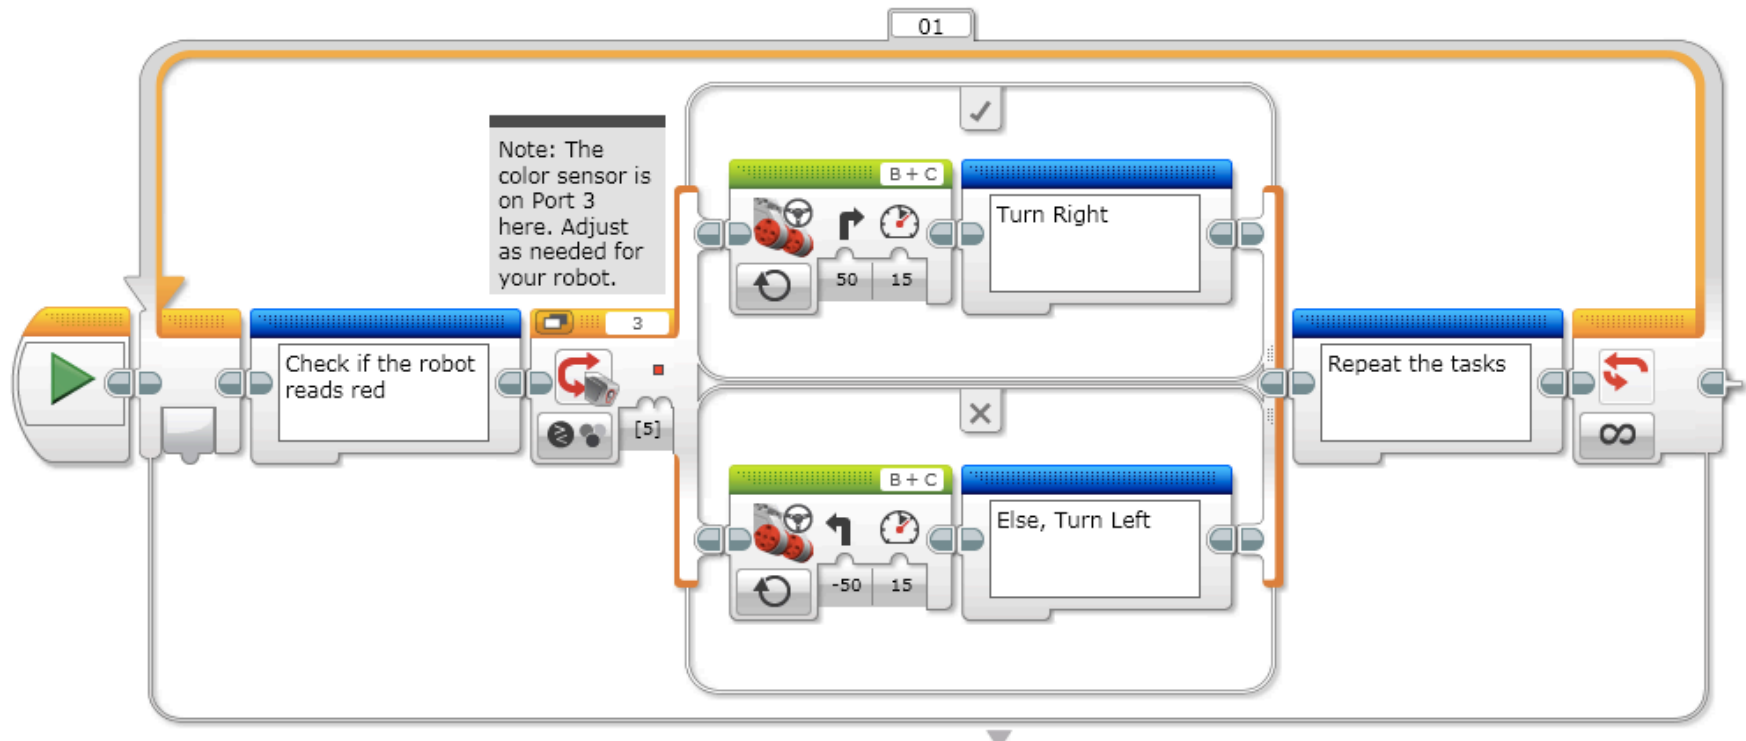 01
Note: The
color sensor is
on Port 3
here. Adjust
as needed for
your robot.
Check if the robot
reads red
3
[5]
B + C
50 15
Turn Right
B + C
-50 15
Else, Turn Left
Repeat the tasks